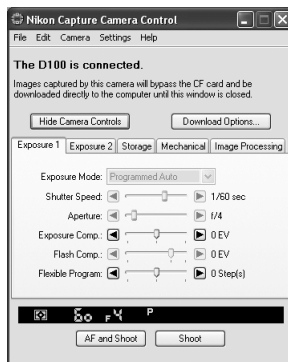 Nikon Capture Camera Control
File Edit Camera Settings Help
The D100 is connected.
Images captured by this camera will bypass the CF card and be
downloaded directly to the computer until this window is closed.
Hide Camera Controls Download Options...
Exposure 1 Exposure 2 Storage Mechanical Image Processing
Exposure Mode: Programmed Auto
Shutter Speed: 1/60 sec
Aperture: f/4
Exposure Comp.: 0 EV
Flash Comp.: 0 EV
Flexible Program: 0 Step(s)
60 F4 P
AF and Shoot Shoot